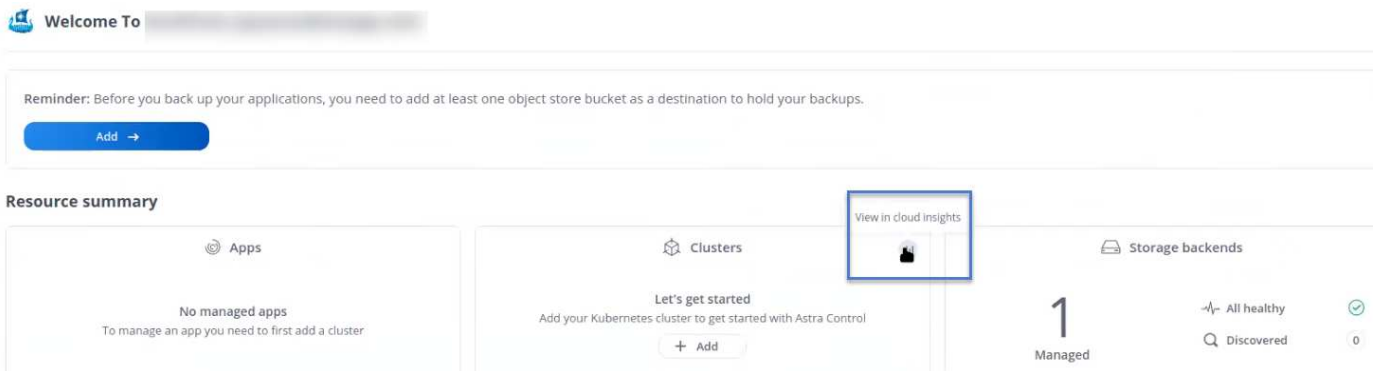 Welcome To
Reminder: Before you back up your applications, you need to add at least one object store bucket as a destination to hold your backups.
Add →
Resource summary
View in cloud insights
Apps
Clusters
Storage backends
No managed apps
To manage an app you need to first add a cluster
Let's get started
Add your Kubernetes cluster to get started with Astra Control
+ Add
1
Managed
All healthy
Discovered
0